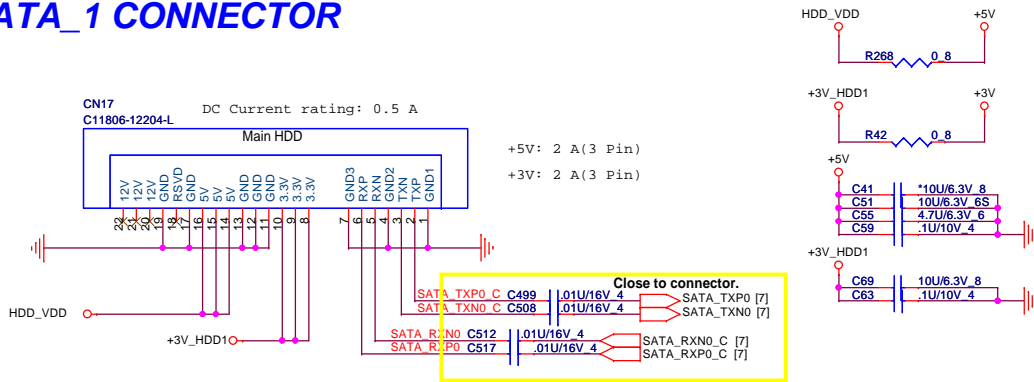 ATA_1 CONNECTOR
CN17
C11806-12204-L
DC Current rating: 0.5 A
Main HDD
12V
12V
12V
GND
RSVD
GND
5V
5V
5V
GND
GND
GND
3.3V
3.3V
3.3V
GND3
RXP
RXN
GND2
TXN
TXP
GND1
22
21
20
19
18
17
16
15
14
13
12
11
10
9
8
7
6
5
4
3
2
1
+5V: 2 A(3 Pin)
+3V: 2 A(3 Pin)
HDD_VDD
+3V_HDD1
Close to connector.
SATA_TXP0_C C499 .01U/16V_4 SATA_TXP0 [7]
SATA_TXN0_C C508 .01U/16V_4 SATA_TXN0 [7]
SATA_RXN0 C512 .01U/16V_4 SATA_RXN0_C [7]
SATA_RXP0 C517 .01U/16V_4 SATA_RXP0_C [7]
HDD_VDD +5V
R268 0_8
+3V_HDD1 +3V
R42 0_8
+5V
C41 *10U/6.3V_8
C51 10U/6.3V_6S
C55 4.7U/6.3V_6
C59 .1U/10V_4
+3V_HDD1
C69 10U/6.3V_8
C63 .1U/10V_4